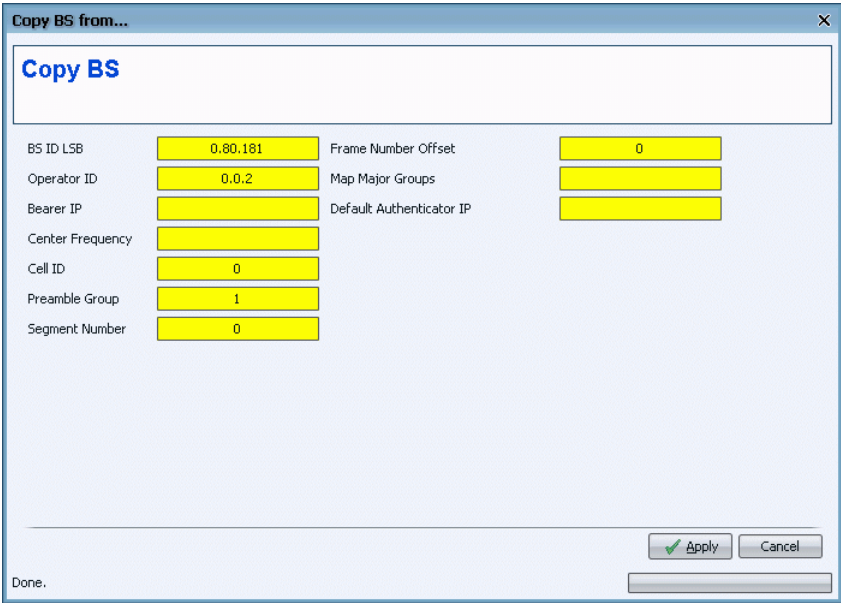 Copy BS from...
Copy BS
BS ID LSB 0.80.181 Frame Number Offset 0
Operator ID 0.0.2 Map Major Groups
Bearer IP Default Authenticator IP
Center Frequency
Cell ID 0
Preamble Group 1
Segment Number 0
Apply Cancel
Done.